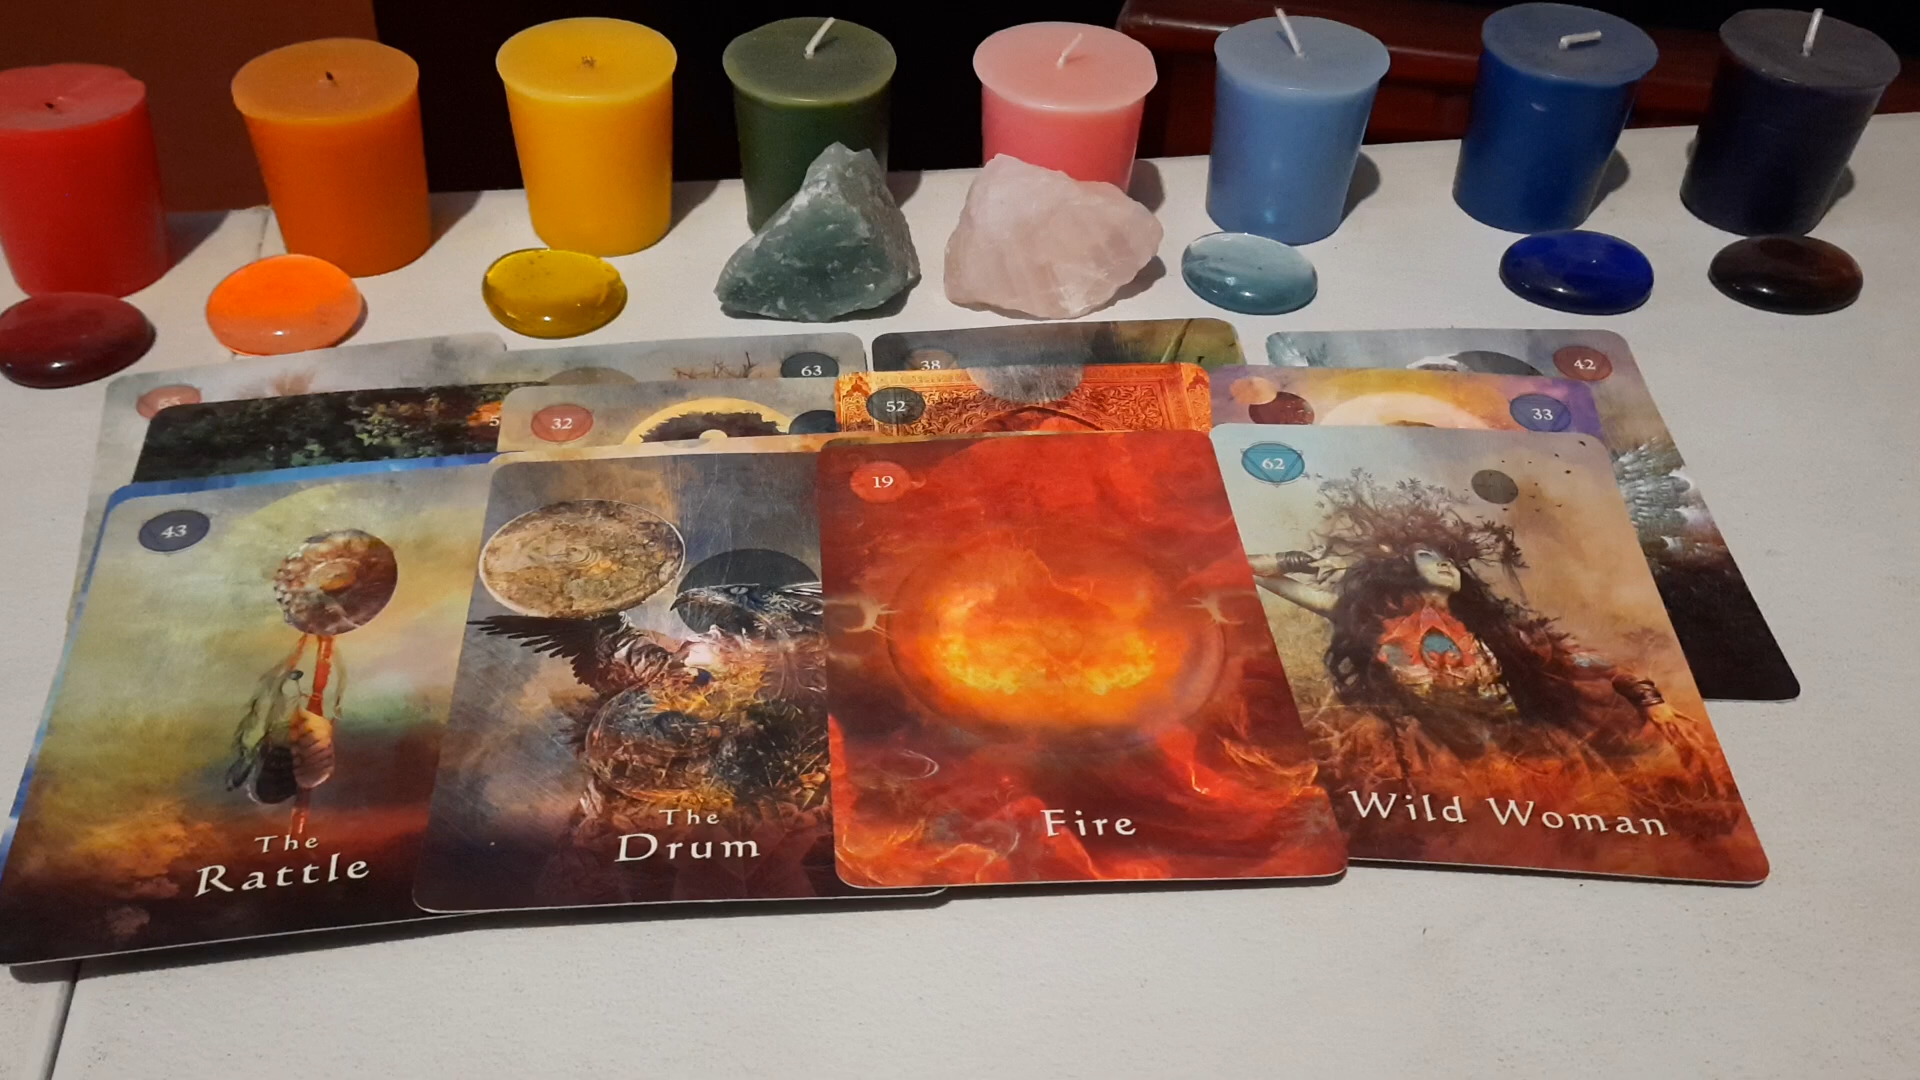 63
38
42
32
52
33
43
The
Rattle
The
Drum
19
Fire
62
Wild Woman